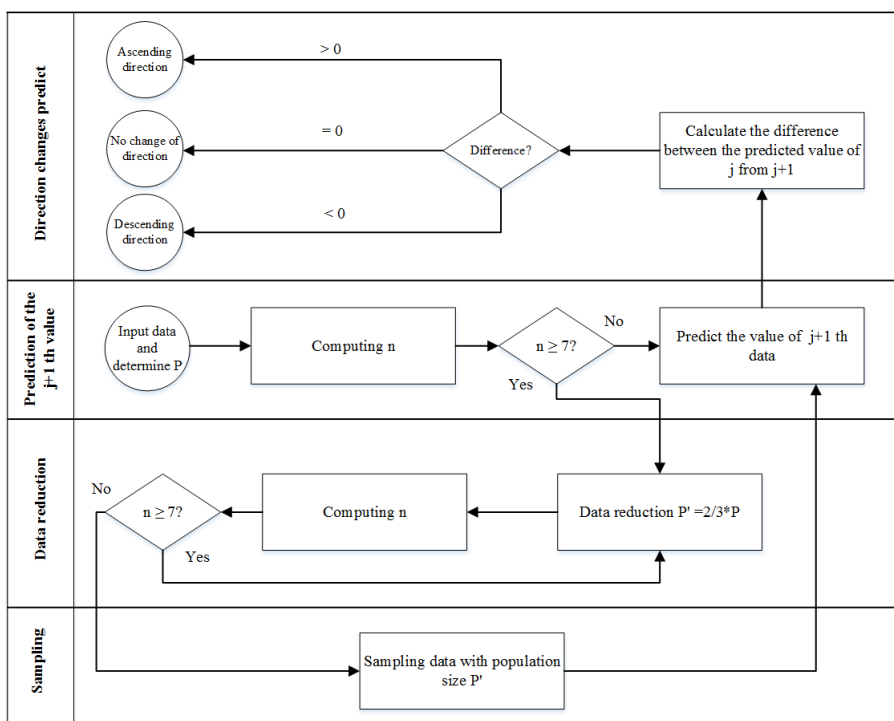 Direction changes predict
Ascending
direction
> 0
No change of
direction
= 0
Difference?
Calculate the difference
between the predicted value of
j from j+1
Descending
direction
< 0
Prediction of the
j+1 th value
Input data
and
determine P
Computing n
n ≥ 7?
No
Yes
Predict the value of j+1 th
data
Data reduction
No
n ≥ 7?
Yes
Computing n
Data reduction P' =2/3*P
Sampling
Sampling data with population
size P'